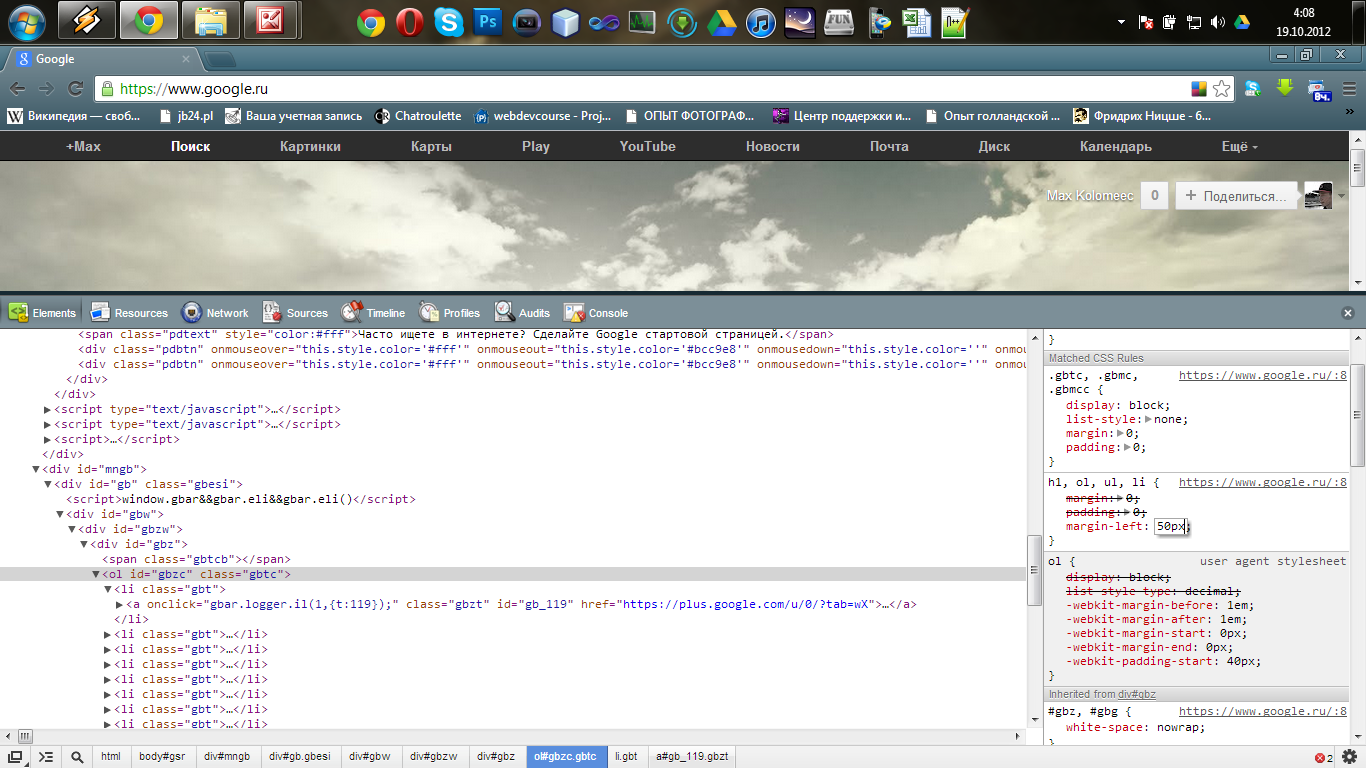 4:08
19.10.2012
Google
https://www.google.ru
84.
Википедия — своб...
jb24.pl
Ваша учетная запись
Chatroulette
webdevcourse - Proj...
ОПЫТ ФОТОГРАФ...
Центр поддержки и...
Опыт голландской ...
Фридрих Ницше - б...
+Max Поиск Картинки Карты Play YouTube Новости Почта Диск Календарь Ещё
Max Kolomeec 0 + Поделиться...
Elements Resources Network Sources Timeline Profiles Audits Console
<span class="pdtext" style="color:#fff">Часто ищете в интернете? Сделайте Google стартовой страницей.</span>
<div class="pdbtn" onmouseover="this.style.color='#fff'" onmouseout="this.style.color='#bcc9e8'" onmousedown="this.style.color=''" onmou
<div class="pdbtn" onmouseover="this.style.color='#fff'" onmouseout="this.style.color='#bcc9e8'" onmousedown="this.style.color=''" onmou
</div>
</div>
<script type="text/javascript">…</script>
<script type="text/javascript">…</script>
<script>…</script>
</div>
<div id="mngb">
<div id="gb" class="gbesi">
<script>window.gbar&&gbar.eli&&gbar.eli()</script>
<div id="gbw">
<div id="gbzw">
<div id="gbz">
<span class="gbtcb"></span>
<ol id="gbzc" class="gbtc">
<li class="gbt">
<a onclick="gbar.logger.il(1,{t:119});" class="gbzt" id="gb_119" href="https://plus.google.com/u/0/?tab=wX">…</a>
</li>
<li class="gbt">…</li>
<li class="gbt">…</li>
<li class="gbt">…</li>
<li class="gbt">…</li>
<li class="gbt">…</li>
<li class="gbt">…</li>
<li class="gbt">…</li>
}
Matched CSS Rules
.gbtc, .gbmc, https://www.google.ru/:8
.gbmcc {
display: block;
list-style: none;
margin: 0;
padding: 0;
}
h1, ol, ul, li { https://www.google.ru/:8
margin: 0;
padding: 0;
margin-left: 50px;
}
ol { user agent stylesheet
display: block;
list-style-type: decimal;
-webkit-margin-before: 1em;
-webkit-margin-after: 1em;
-webkit-margin-start: 0px;
-webkit-margin-end: 0px;
-webkit-padding-start: 40px;
}
Inherited from div#gbz
#gbz, #gbg { https://www.google.ru/:8
white-space: nowrap;
}
html body#gsr div#mngb div#gb.gbesi div#gbw div#gbzw div#gbz ol#gbzc.gbtc li.gbt a#gb_119.gbzt
2